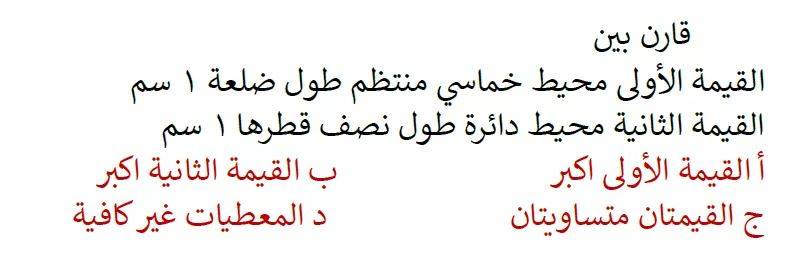 قارن بين
القيمة الأولى محيط خماسي منتظم طول ضلعة ١ سم
القيمة الثانية محيط دائرة طول نصف قطرها ١ سم
أ القيمة الأولى اكبر ب القيمة الثانية اكبر
ج القيمتان متساويتان د المعطيات غير كافية